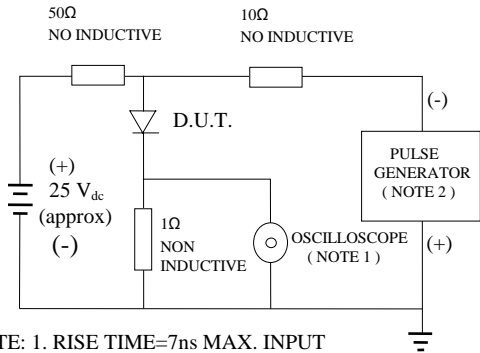 50Ω
NO INDUCTIVE
10Ω
NO INDUCTIVE
(-)
D.U.T.
PULSE
GENERATOR
( NOTE 2 )
(+)
25 Vdc
(approx)
(-)
1Ω
NON
INDUCTIVE
OSCILLOSCOPE
( NOTE 1 )
(+)
TE: 1. RISE TIME=7ns MAX. INPUT